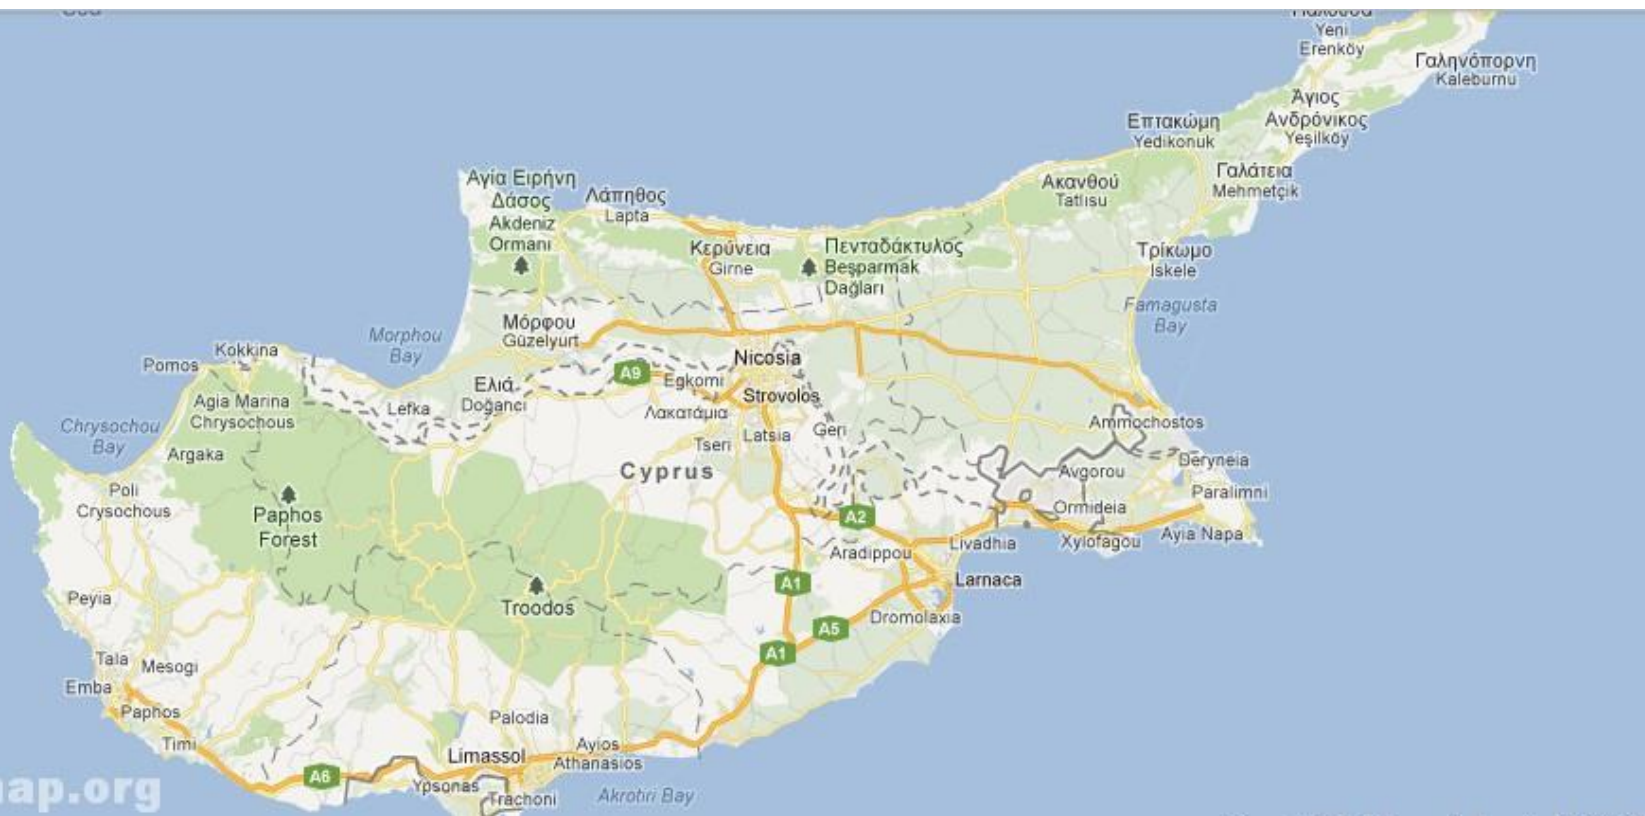 Yeni
Erenköy
Γαληνόπορνη
Kaleburnu
Άγιος
Ανδρόνικος
Yeşilköy
Επτακώμη
Yedikonuk
Γαλάτεια
Mehmetçik
Ακανθού
Tatlısu
Αγία Ειρήνη
Δάσος
Akdeniz
Ormanı
Λάπηθος
Lapta
Κερύνεια
Girne
Πενταδάκτυλος
Beşparmak
Dağları
Τρίκωμο
Iskele
Famagusta
Bay
Μόρφου
Güzelyurt
Morphou
Bay
Kokkina
Pomos
Nicosia
A9
Egkomi
Strovolos
Ελιά
Doğancı
Lefka
Λακατάμια
Agia Marina
Chrysochous
Chrysochou
Bay
Argaka
Tseri
Latsia
Geri
Ammochostos
Cyprus
Avgorou
Deryneia
Poli
Crysochous
Paphos
Forest
Paralimni
Ormideia
A2
Ayia Napa
Xylofagou
Livadhia
Aradippou
Larnaca
A1
Troodos
Peyia
Dromolaxia
A5
A1
Tala
Mesogi
Emba
Paphos
Timi
Palodia
Limassol
Ayios
Athanasios
A6
Ypsonas
Trachoni
Akrotiri Bay
ap.org